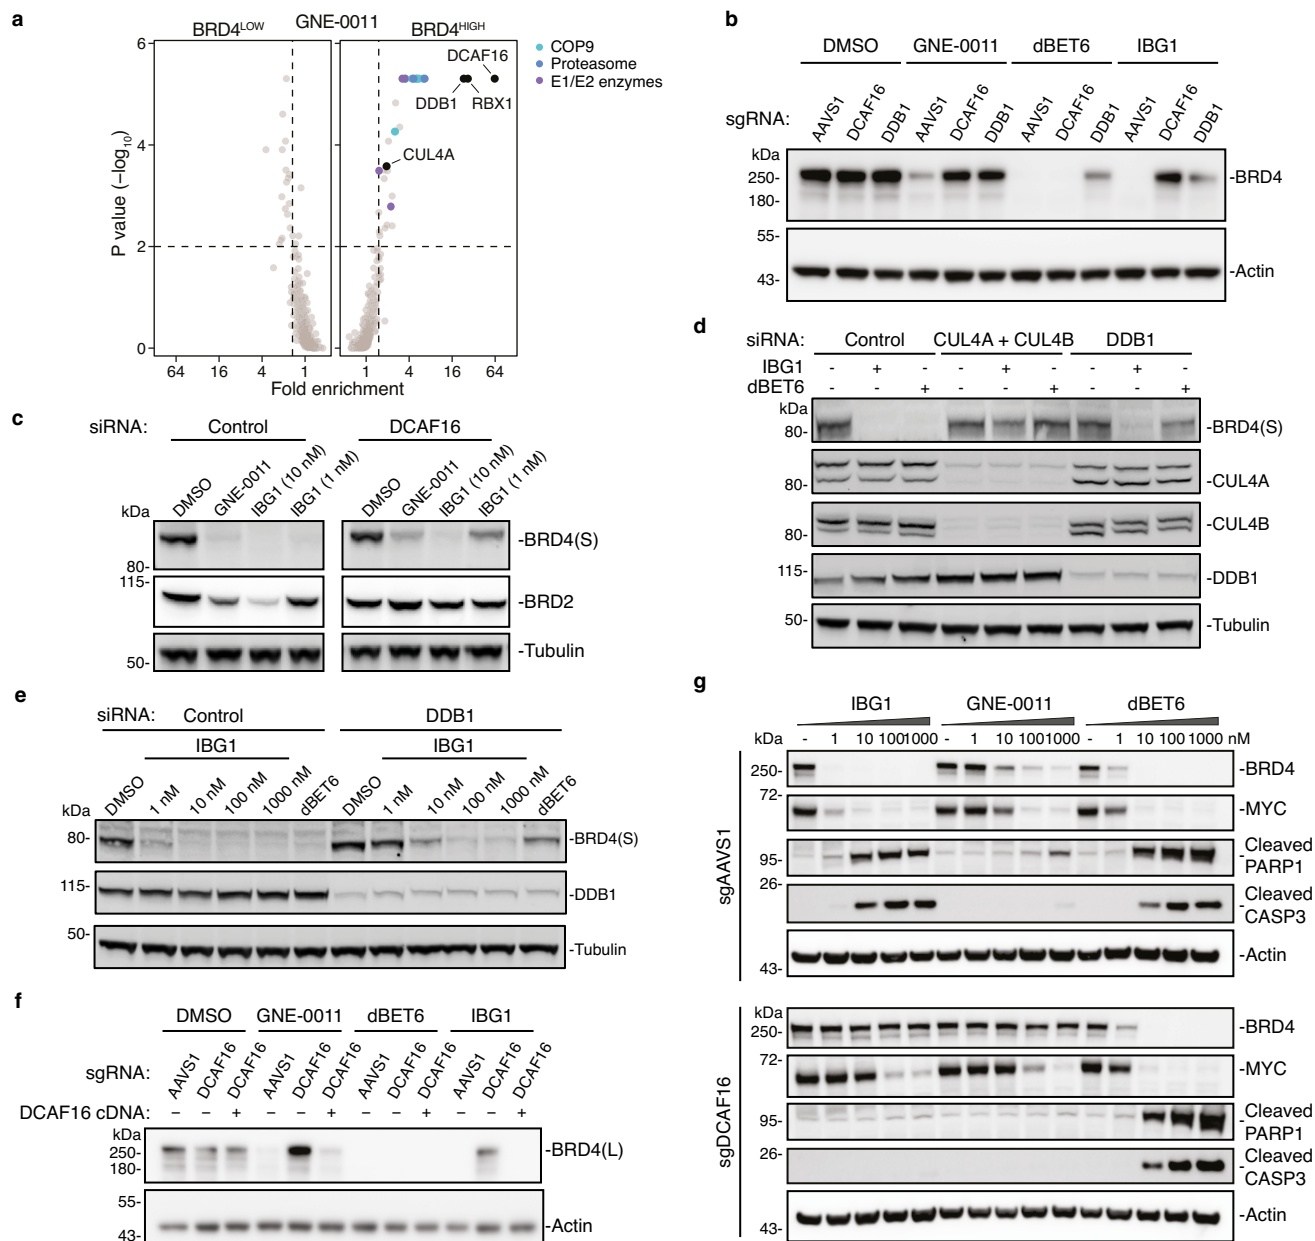 a
GNE-0011
BRD4LOW
BRD4HIGH
6
4
2
0
P value (−log10)
64 16 4 1
1 4 16 64
Fold enrichment
DCAF16
DDB1 RBX1
CUL4A
COP9
Proteasome
E1/E2 enzymes
b
DMSO GNE-0011 dBET6 IBG1
sgRNA: AAVS1 DCAF16 DDB1 AAVS1 DCAF16 DDB1 AAVS1 DCAF16 DDB1 AAVS1 DCAF16 DDB1
kDa
250- -BRD4
180-
55-
-Actin
43-
c
siRNA: Control DCAF16
DMSO GNE-0011 IBG1 (10 nM) IBG1 (1 nM) DMSO GNE-0011 IBG1 (10 nM) IBG1 (1 nM)
kDa
-BRD4(S)
80-
115-
-BRD2
-Tubulin
50-
d
siRNA: Control CUL4A + CUL4B DDB1
IBG1 - + - - + - - + -
dBET6 - - + - - + - - +
kDa
80- -BRD4(S)
80- -CUL4A
80- -CUL4B
115-
-DDB1
50-
-Tubulin
e
siRNA: Control DDB1
IBG1 IBG1
DMSO 1 nM 10 nM 100 nM 1000 nM dBET6 DMSO 1 nM 10 nM 100 nM 1000 nM dBET6
kDa
80- -BRD4(S)
115-
-DDB1
50-
-Tubulin
f
DMSO GNE-0011 dBET6 IBG1
sgRNA: AAVS1 DCAF16 DCAF16 AAVS1 DCAF16 DCAF16 AAVS1 DCAF16 DCAF16 AAVS1 DCAF16 DCAF16
DCAF16 cDNA: – – + – – + – – + – – +
kDa
250- -BRD4(L)
180-
55-
-Actin
43-
g
IBG1 GNE-0011 dBET6
kDa - 1 10 100 1000 - 1 10 100 1000 - 1 10 100 1000 nM
sgAAVS1
250- -BRD4
72-
-MYC
95- -Cleaved PARP1
26-
-Cleaved CASP3
-Actin
43-
sgDCAF16
kDa
250- -BRD4
72-
-MYC
95- -Cleaved PARP1
26-
-Cleaved CASP3
-Actin
43-